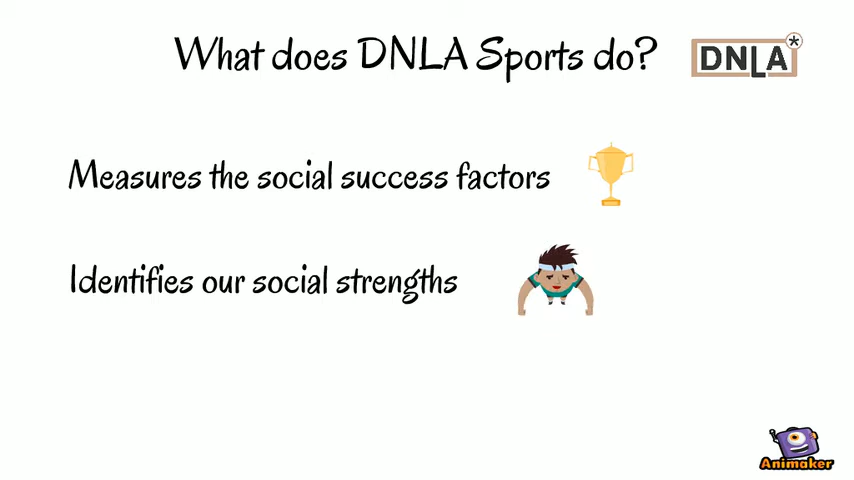 What does DNLA Sports do?
DNLA*
Measures the social success factors
Identifies our social strengths
Animaker